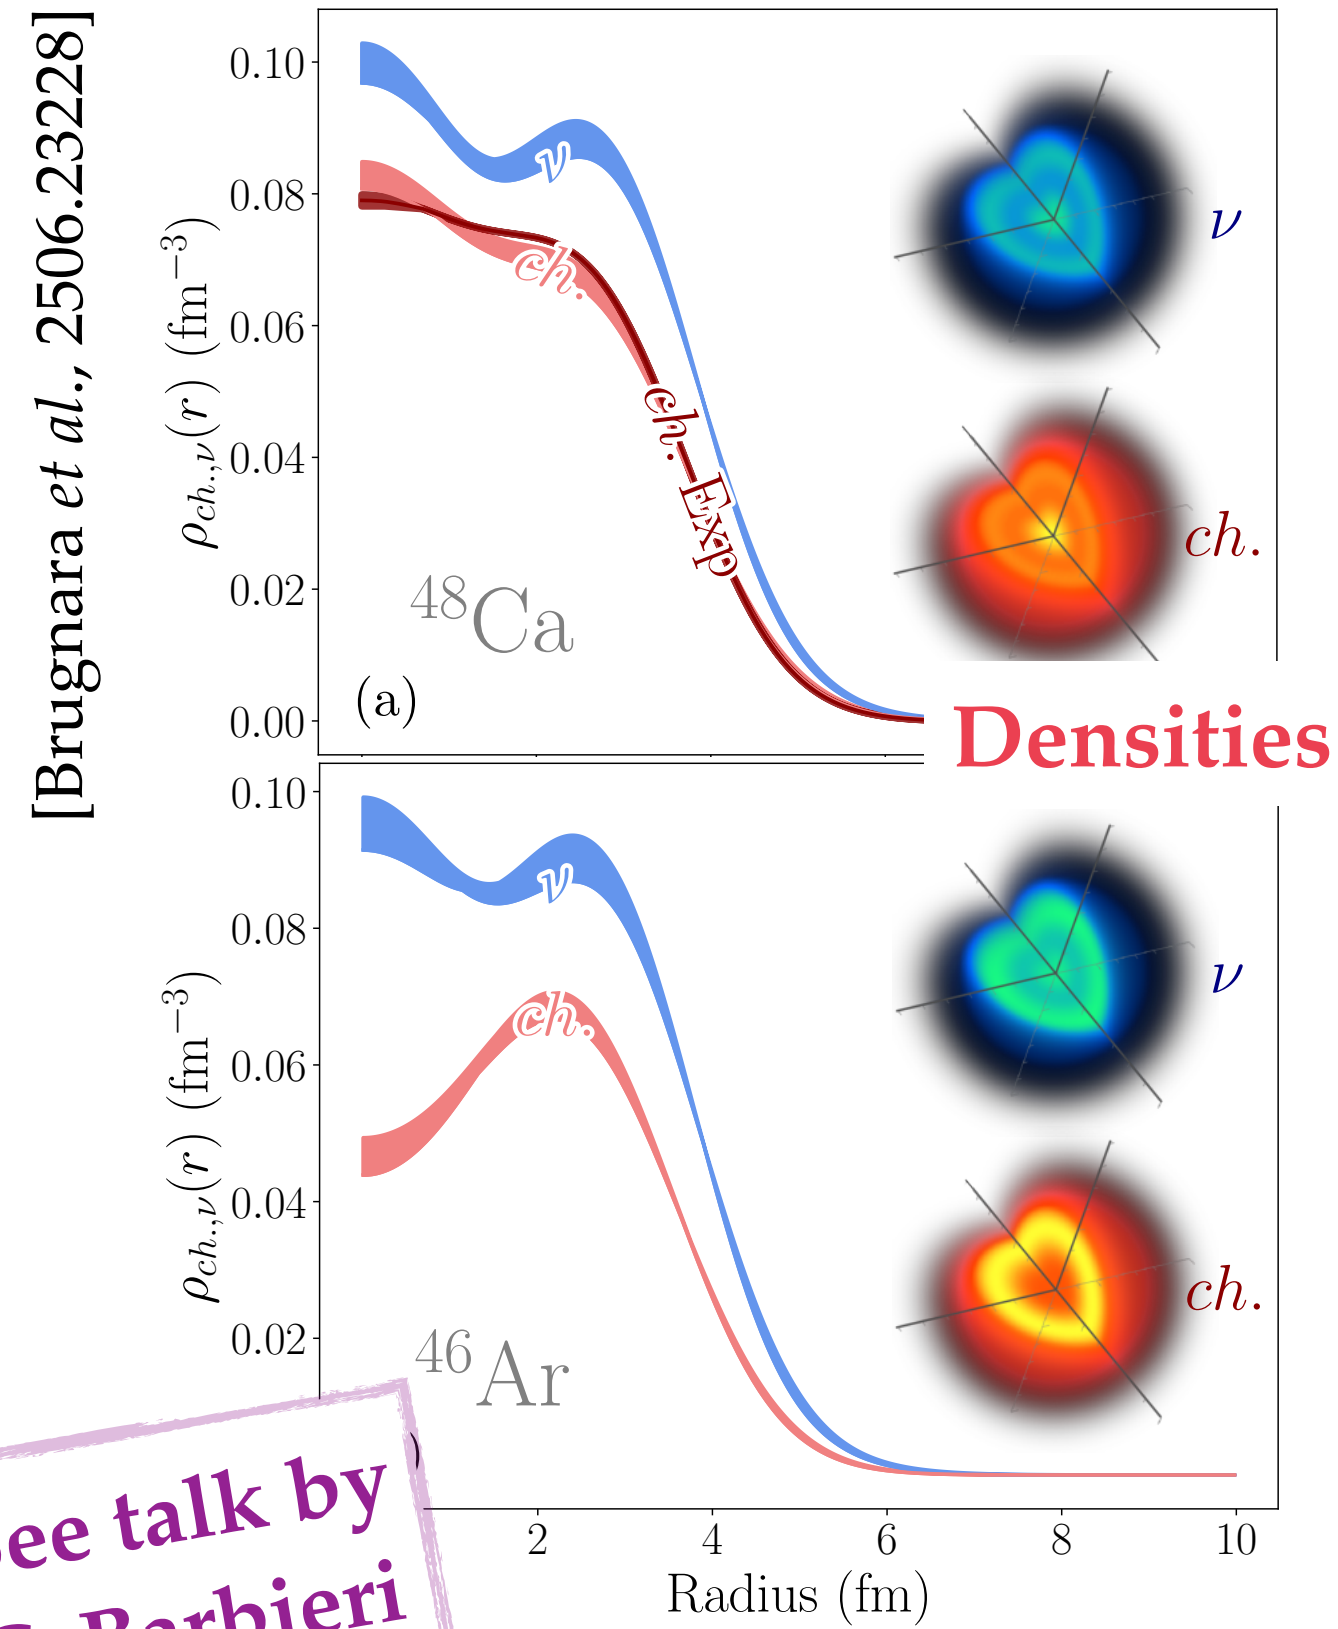 [Brugnara et al., 2506.23228]
ρch.,ν(r) (fm−3)
0.10
0.08
0.06
0.04
0.02
0.00
ν
ch.
ch. Exp
48Ca
(a)
ν
ch.
Densities
ρch.,ν(r) (fm−3)
0.10
0.08
0.06
0.04
0.02
ν
ch.
46Ar
ν
ch.
2 4 6 8 10
Radius (fm)
see talk by
Barbieri